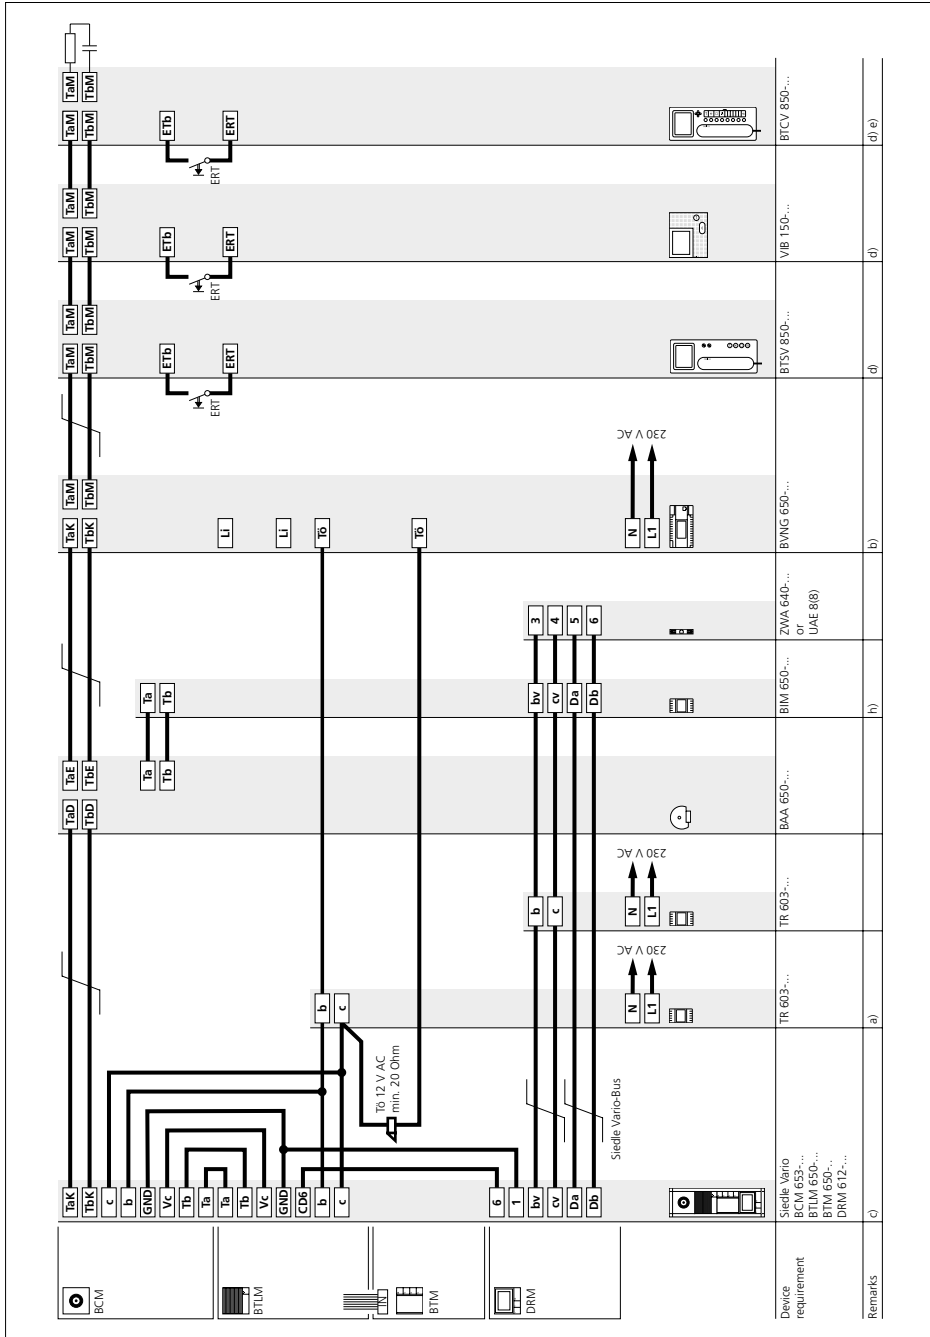 TaK TaD TaE TaK TaM TaM TaM TaM TaM TaM TaM
TbK TbD TbE TbK TbM TbM TbM TbM TbM TbM TbM
BCM
c
b
GND Ta Ta
Vc Tb Tb ETb ETb ETb
Tb
Ta ERT ERT ERT
Ta Li ERT ERT ERT
Tb
BTLM
Vc
GND Li
CD6
b b Tö
c c
IN
Tö 12 V AC
min. 20 Ohm
Tö
BTM
6
1
DRM
bv b bv 3
cv c cv 4
Da Da 5
Db Db 6
Siedle Vario-Bus
N N N
L1 L1 L1
230 V AC 230 V AC 230 V AC
Device
requirement
Siedle Vario
BCM 653-...
BTLM 650-...
BTM 650-..
DRM 612-...
TR 603-...
TR 603-...
BAA 650-...
BIM 650-...
ZWA 640-...
or
UAE 8(8)
BVNG 650-...
BTSV 850-...
VIB 150-...
BTCV 850-...
Remarks c) a) h) b) d) d) d) e)